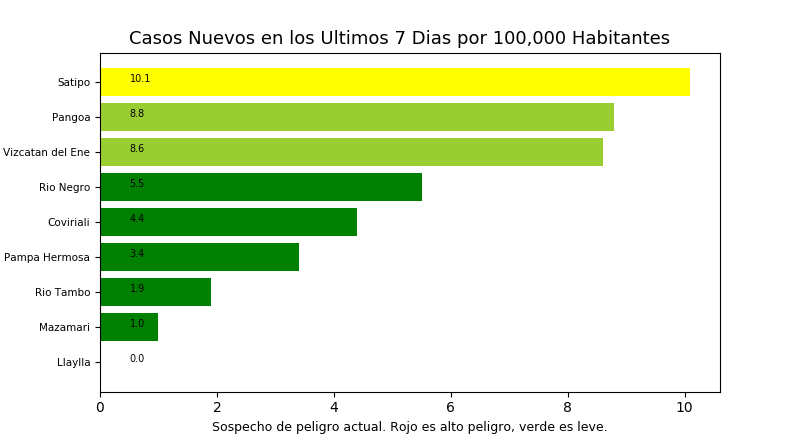 Casos Nuevos en los Ultimos 7 Dias por 100,000 Habitantes
Satipo 10.1
Pangoa 8.8
Vizcatan del Ene 8.6
Rio Negro 5.5
Coviriali 4.4
Pampa Hermosa 3.4
Rio Tambo 1.9
Mazamari 1.0
Llaylla 0.0
0 2 4 6 8 10
Sospecho de peligro actual. Rojo es alto peligro, verde es leve.